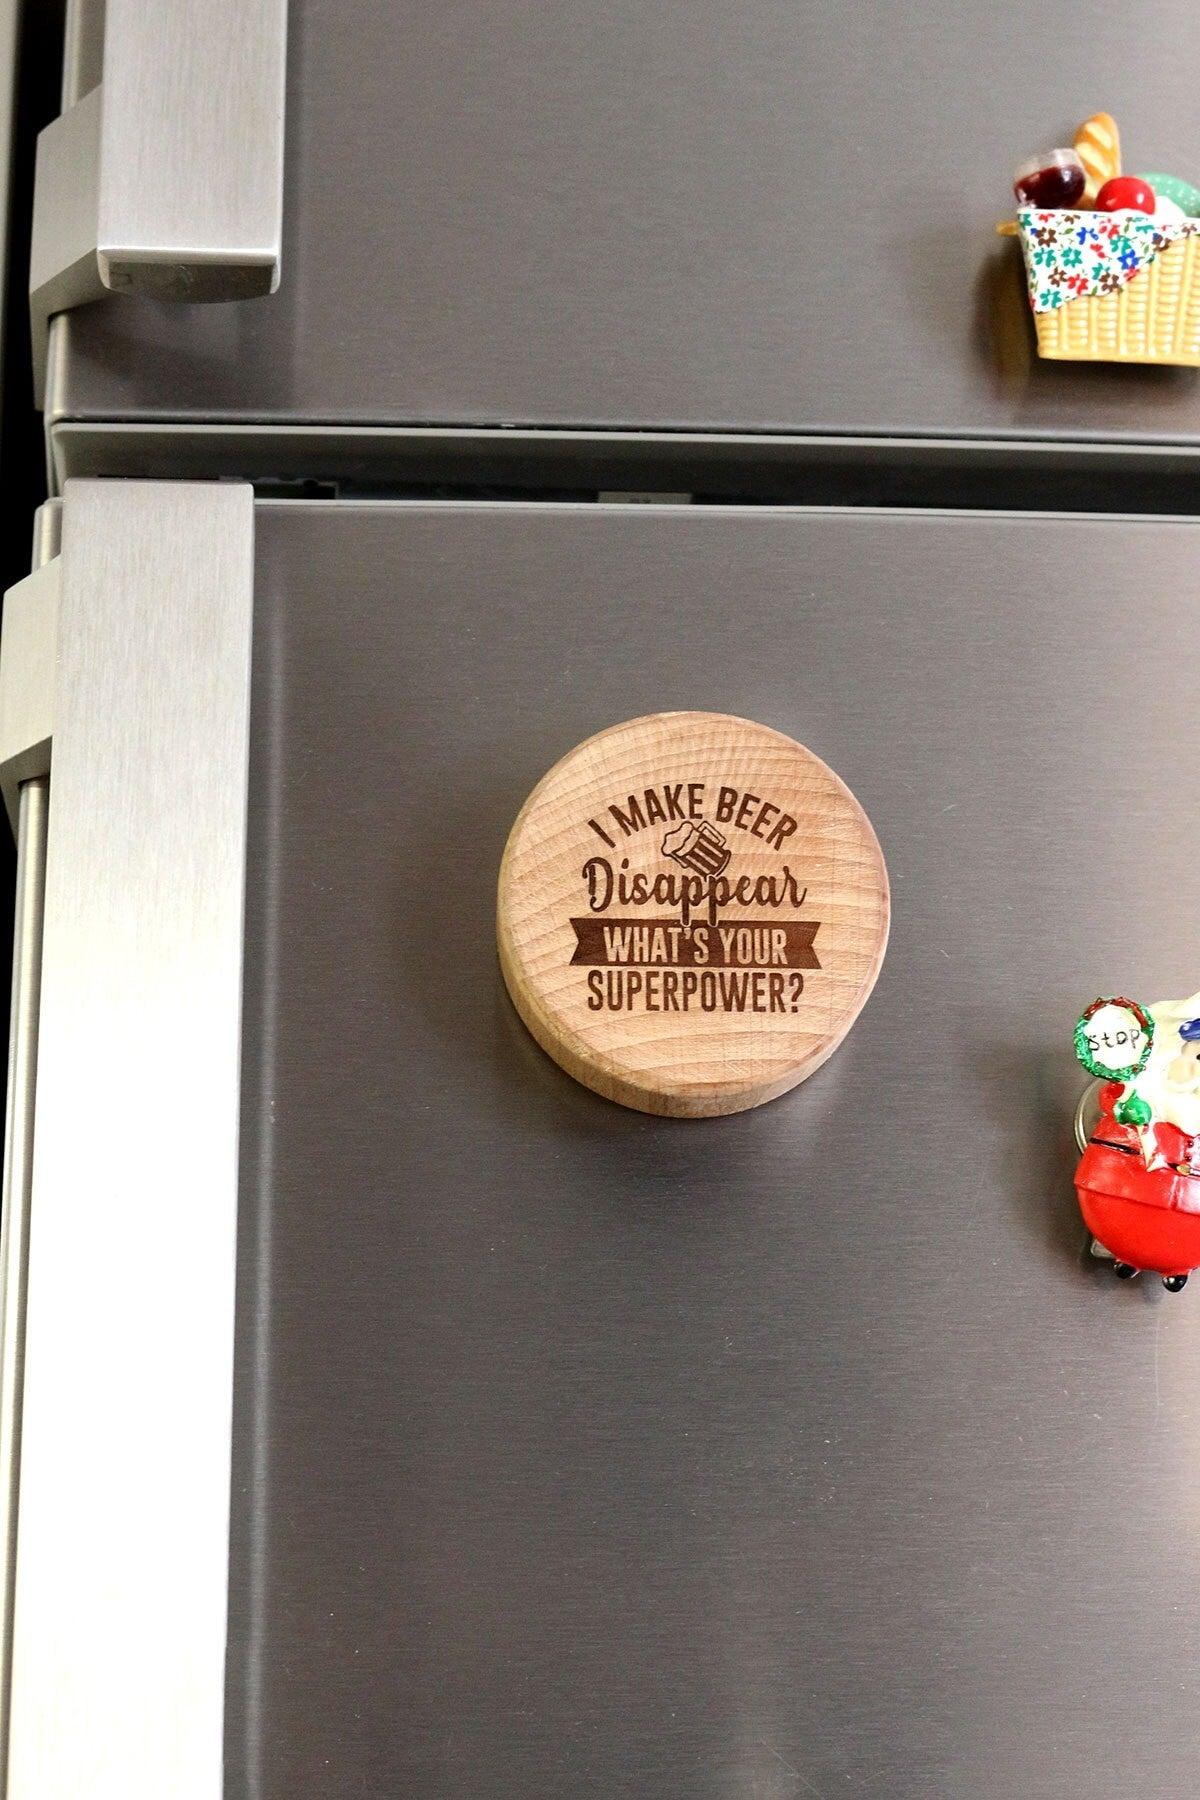 I MAKE BEER
Disappear
WHAT'S YOUR
SUPERPOWER?
Stop